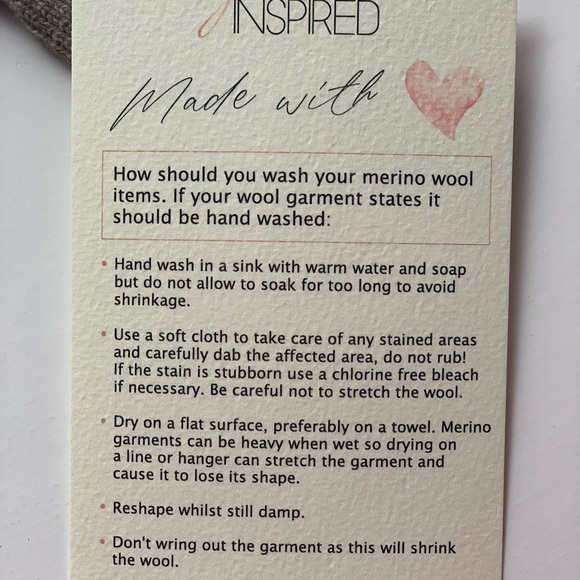 INSPIRED
Made with
How should you wash your merino wool
items. If your wool garment states it
should be hand washed:
• Hand wash in a sink with warm water and soap
but do not allow to soak for too long to avoid
shrinkage.
• Use a soft cloth to take care of any stained areas
and carefully dab the affected area, do not rub!
If the stain is stubborn use a chlorine free bleach
if necessary. Be careful not to stretch the wool.
• Dry on a flat surface, preferably on a towel. Merino
garments can be heavy when wet so drying on
a line or hanger can stretch the garment and
cause it to lose its shape.
• Reshape whilst still damp.
• Don't wring out the garment as this will shrink
the wool.